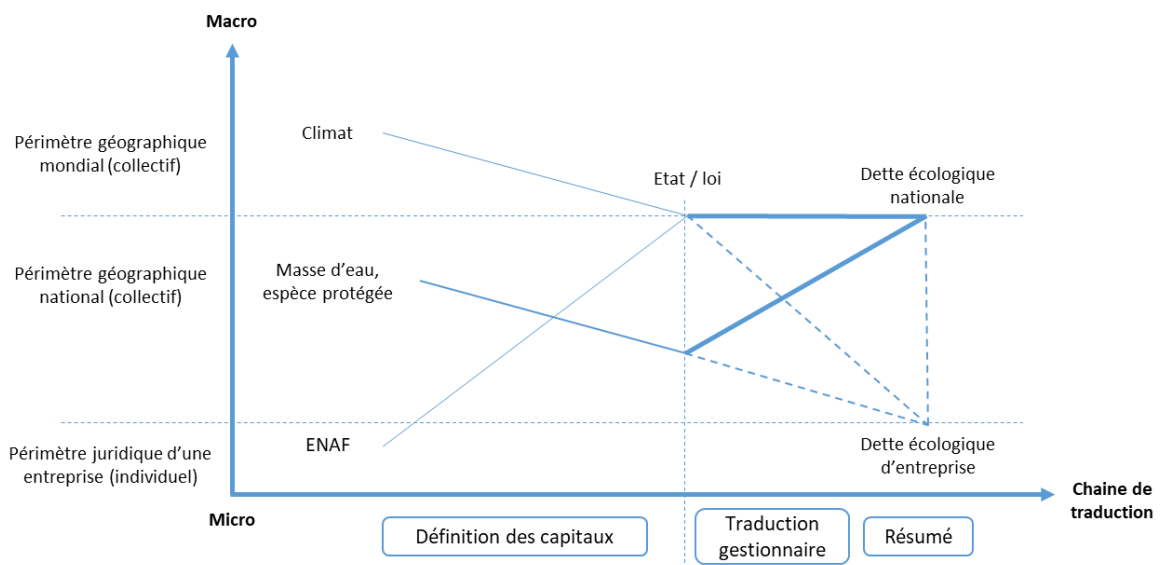 Macro
Périmètre géographique
mondial (collectif)
Climat
Etat / loi
Dette écologique
nationale
Périmètre géographique
national (collectif)
Masse d’eau,
espèce protégée
Périmètre juridique d’une
entreprise (individuel)
ENAF
Dette écologique
d’entreprise
Micro
Chaine de
traduction
Définition des capitaux
Traduction
gestionnaire
Résumé